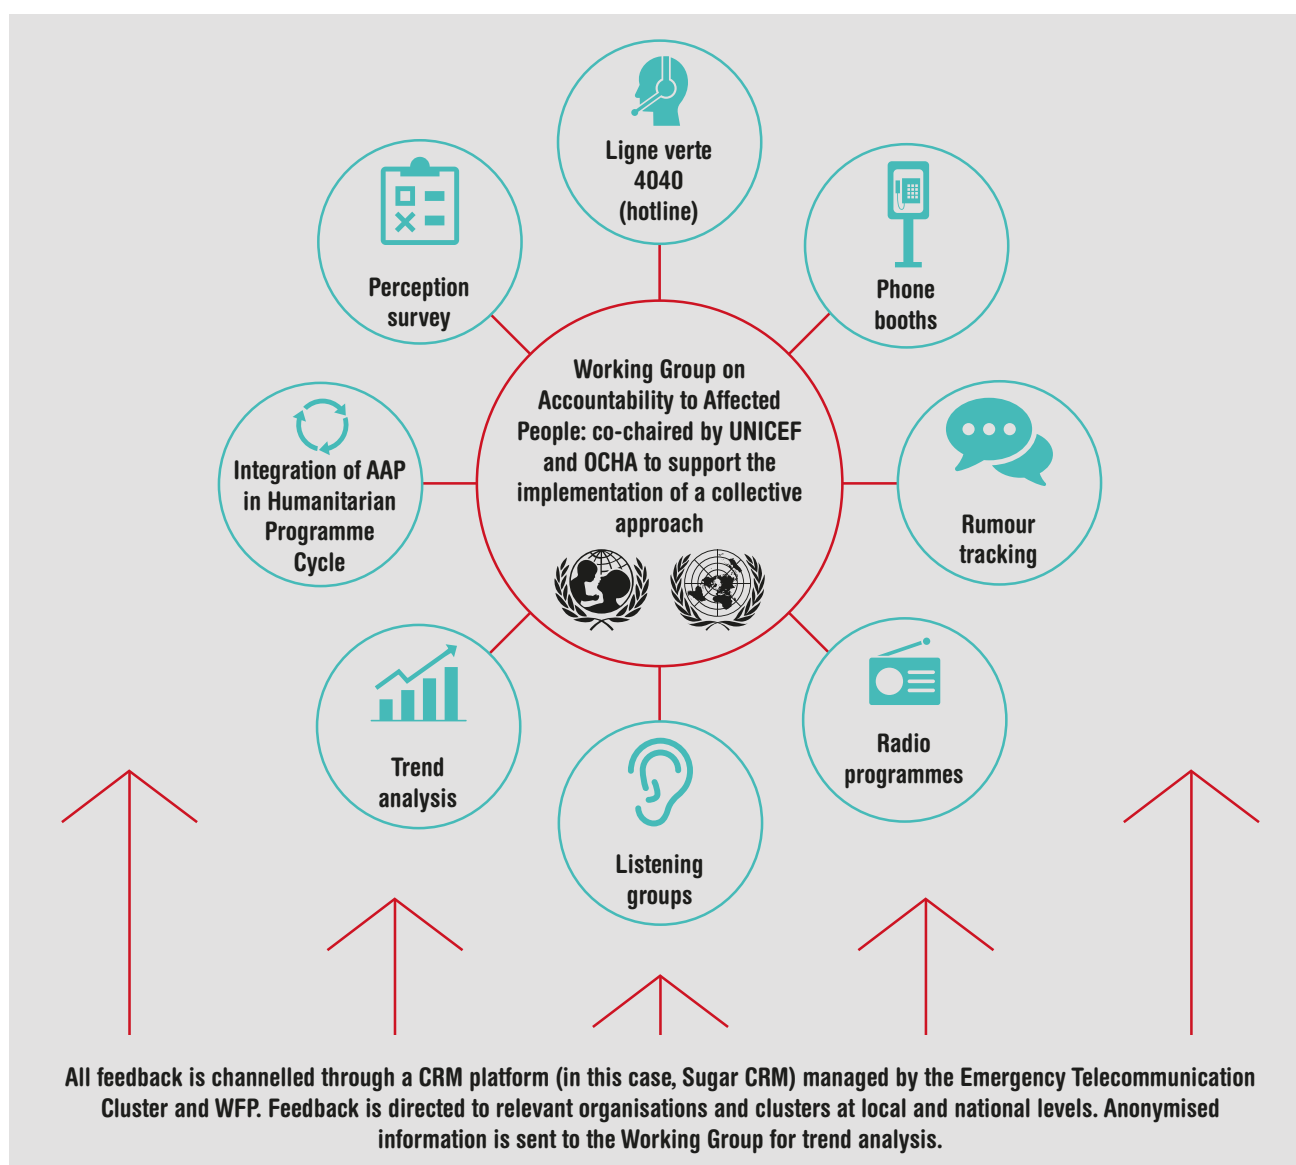 Ligne verte
4040
(hotline)
Perception
survey
Phone
booths
Working Group on
Accountability to Affected
People: co-chaired by UNICEF
and OCHA to support the
implementation of a collective
approach
Integration of AAP
in Humanitarian
Programme
Cycle
Rumour
tracking
Trend
analysis
Radio
programmes
Listening
groups
All feedback is channelled through a CRM platform (in this case, Sugar CRM) managed by the Emergency Telecommunication
Cluster and WFP. Feedback is directed to relevant organisations and clusters at local and national levels. Anonymised
information is sent to the Working Group for trend analysis.